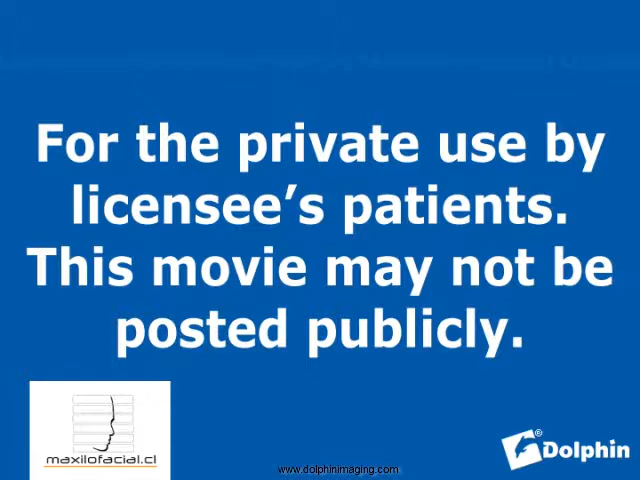 For the private use by
licensee’s patients.
This movie may not be
posted publicly.
maxilofacial.cl
www.dolphinimaging.com
Dolphin®